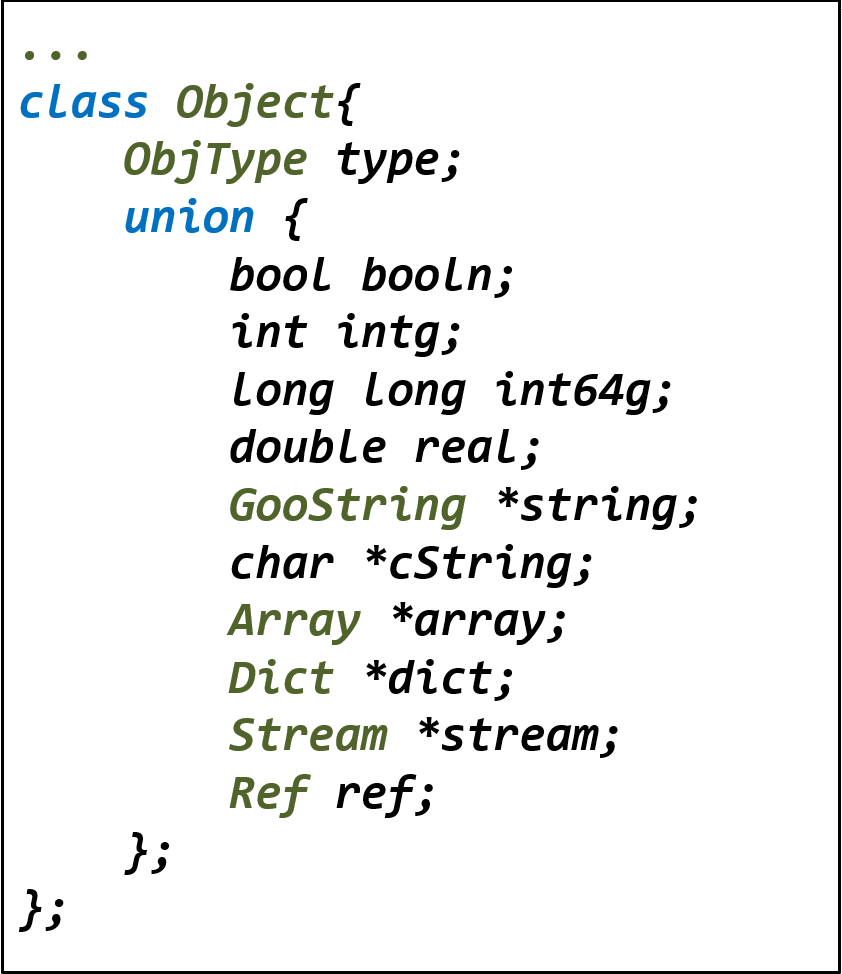 ...
class Object{
ObjType type;
union {
bool booln;
int intg;
long long int64g;
double real;
GooString *string;
char *cString;
Array *array;
Dict *dict;
Stream *stream;
Ref ref;
};
};